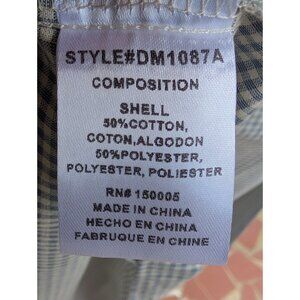 STYLE#DM1087A
COMPOSITION
SHELL
50%COTTON,
COTON,ALGODON
50%POLYESTER,
POLYESTER, POLIESTER
RN# 150005
MADE IN CHINA
HECHO EN CHINA
FABRUQUE EN CHINE